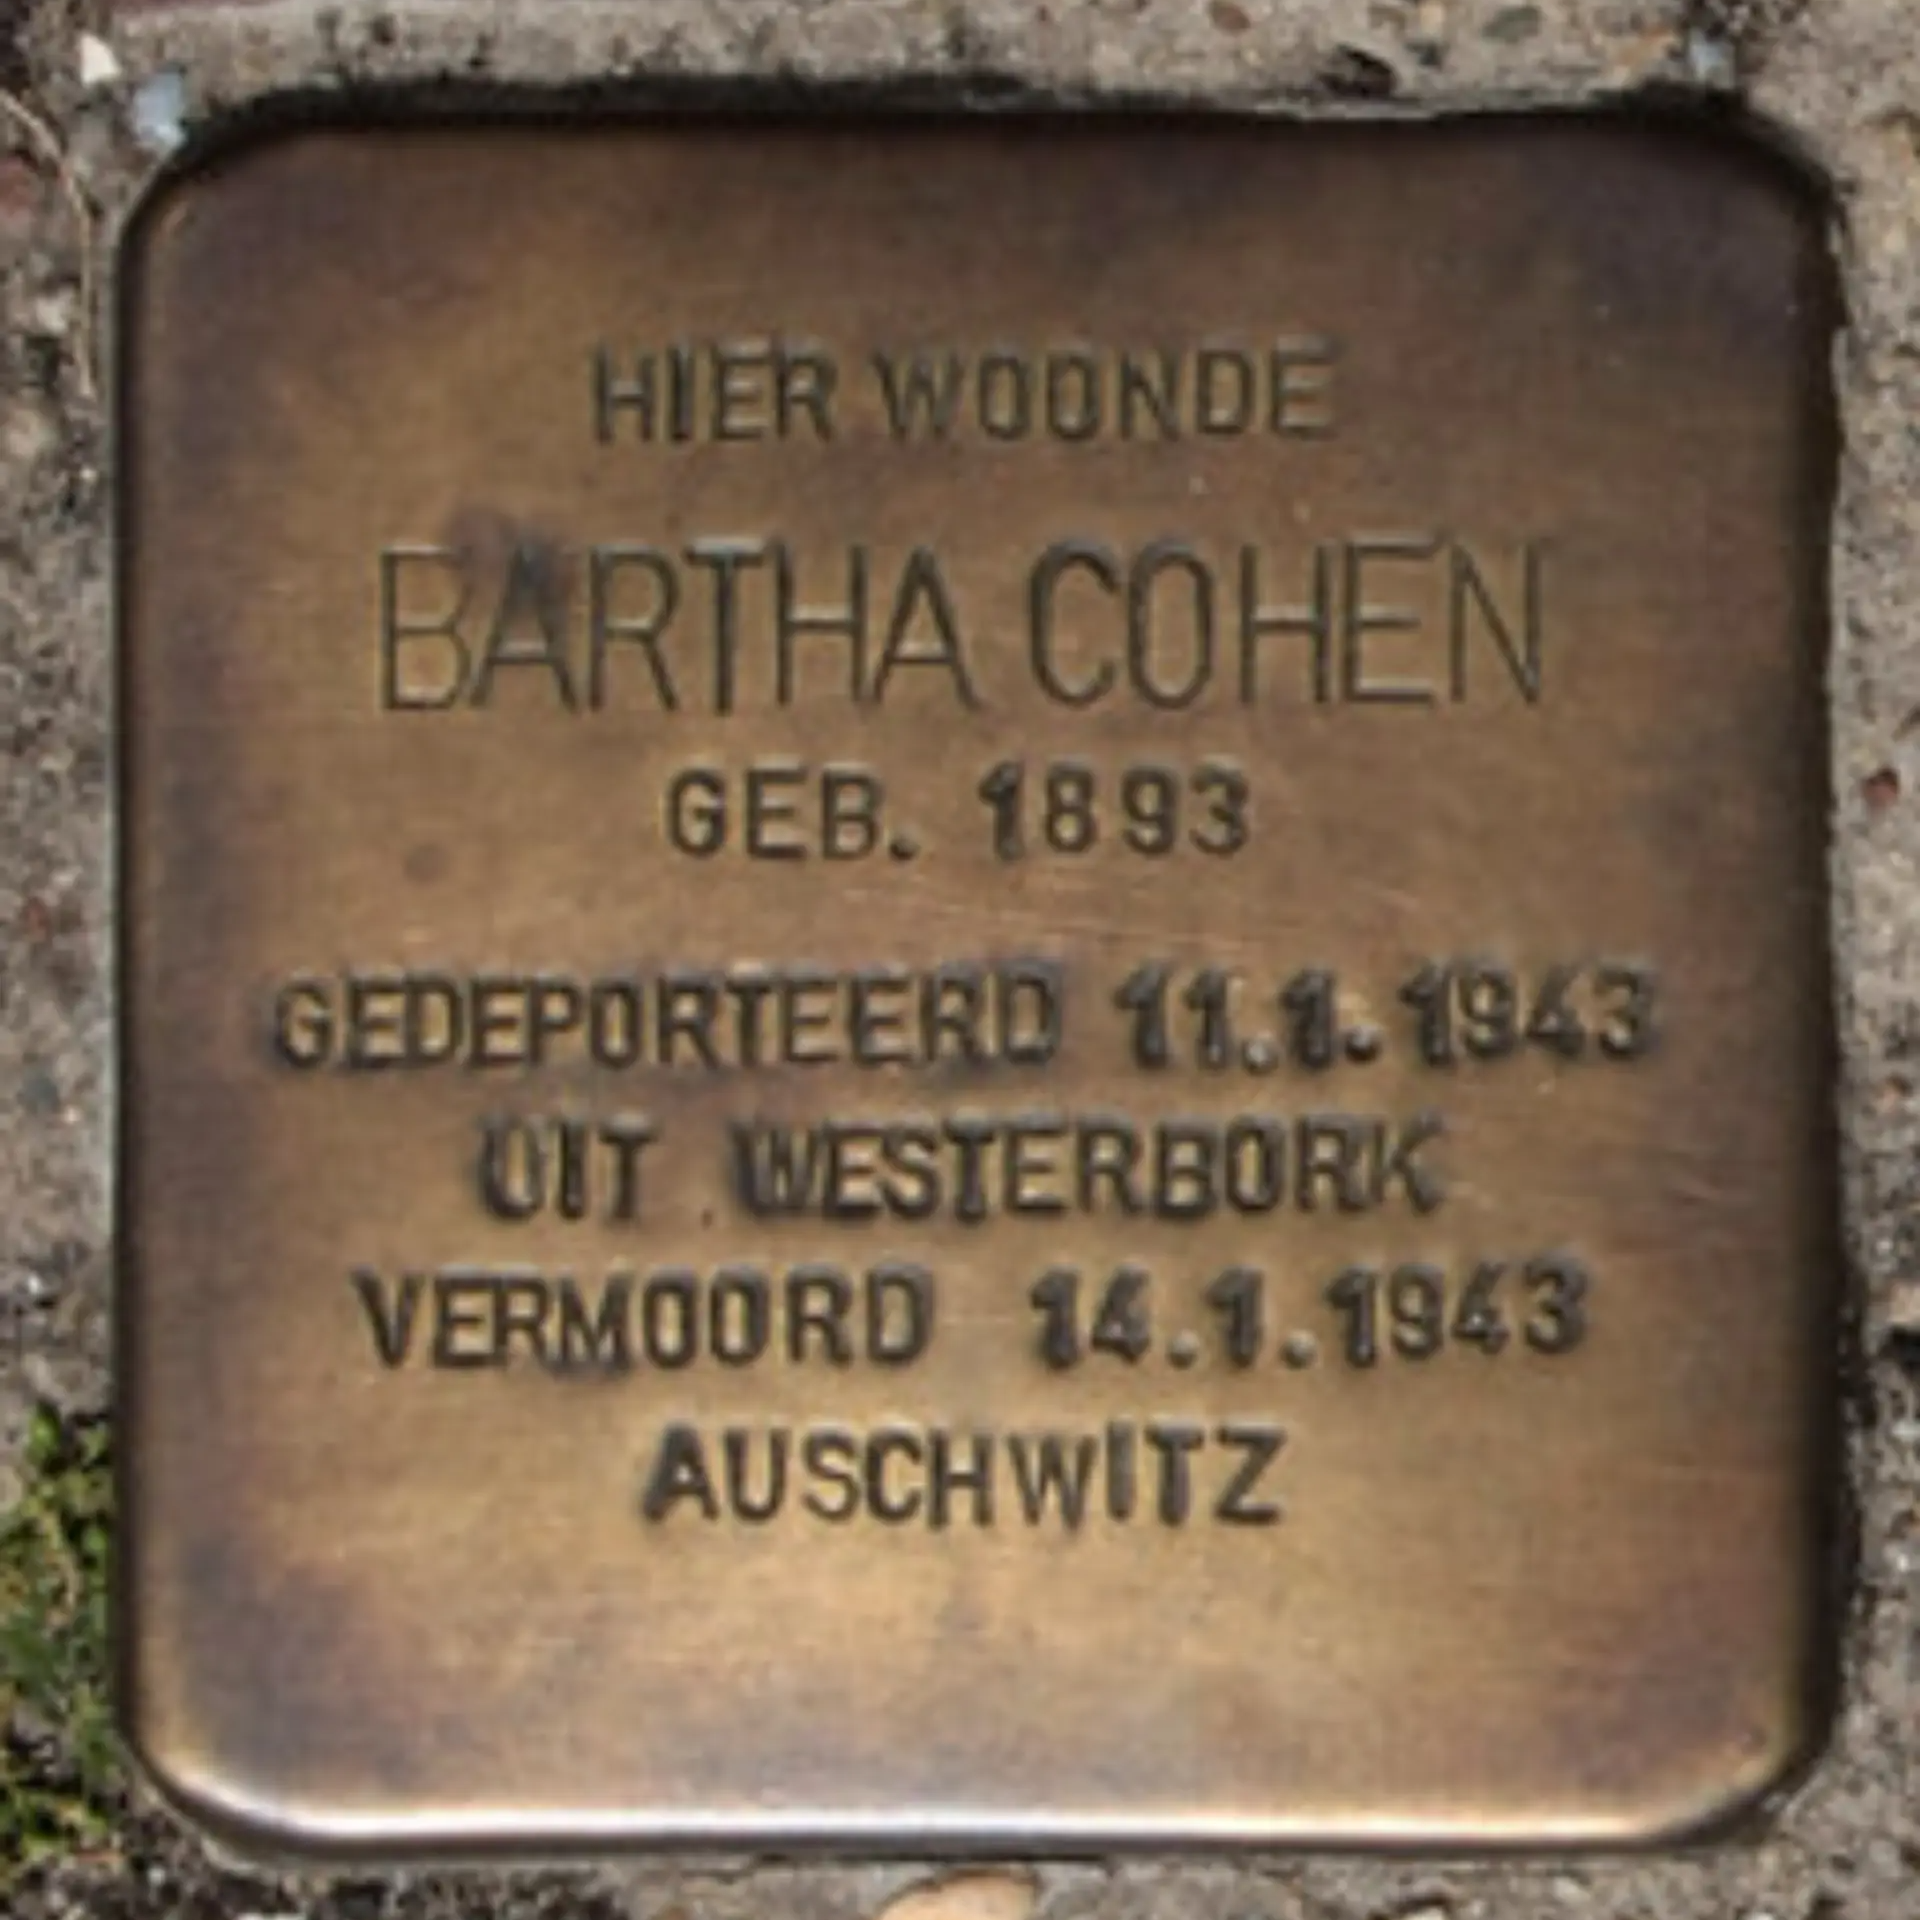 HIER WOONDE
BARTHA COHEN
GEB. 1893
GEDEPORTEERD 11.1.1943
UIT WESTERBORK
VERMOORD 14.1.1943
AUSCHWITZ